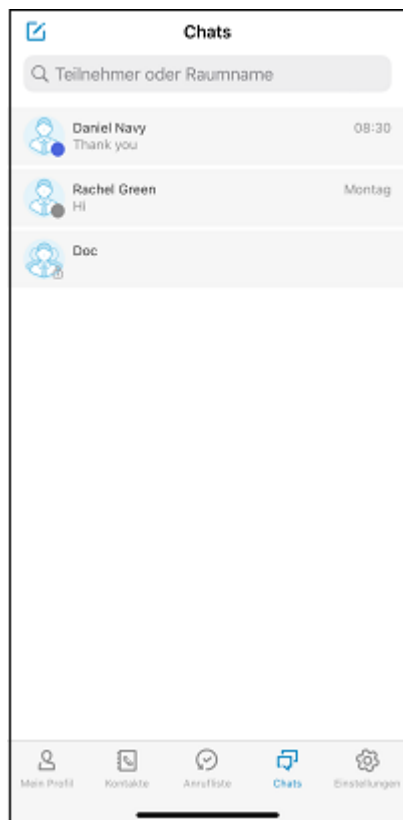 Chats
Teilnehmer oder Raumname
Daniel Navy
08:30
Thank you
Rachel Green
Montag
Hi
Doc
Mein Profil
Kontakte
Anrufliste
Chats
Einstellungen